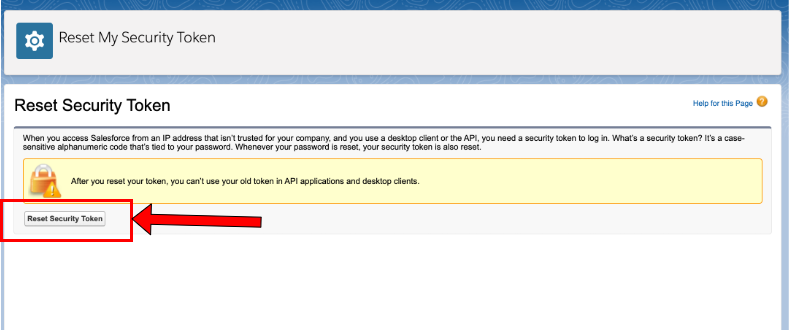 Reset My Security Token
Reset Security Token
Help for this Page ?
When you access Salesforce from an IP address that isn't trusted for your company, and you use a desktop client or the API, you need a security token to log in. What's a security token? It's a case-
sensitive alphanumeric code that's tied to your password. Whenever your password is reset, your security token is also reset.
After you reset your token, you can't use your old token in API applications and desktop clients.
Reset Security Token